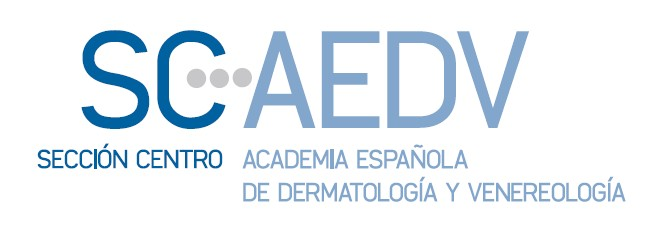 SC AEDV
SECCIÓN CENTRO ACADEMIA ESPAÑOLA
DE DERMATOLOGÍA Y VENEREOLOGÍA